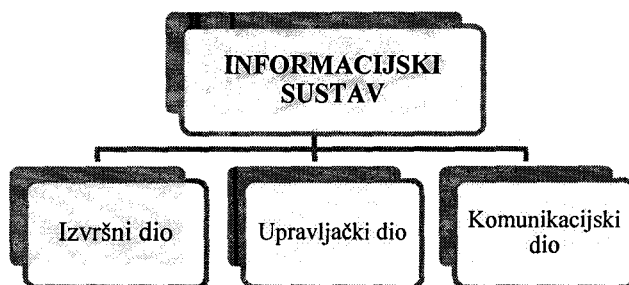 INFORMACIJSKI
SUSTAV
Izvršni dio
Upravljački dio
Komunikacijski
dio